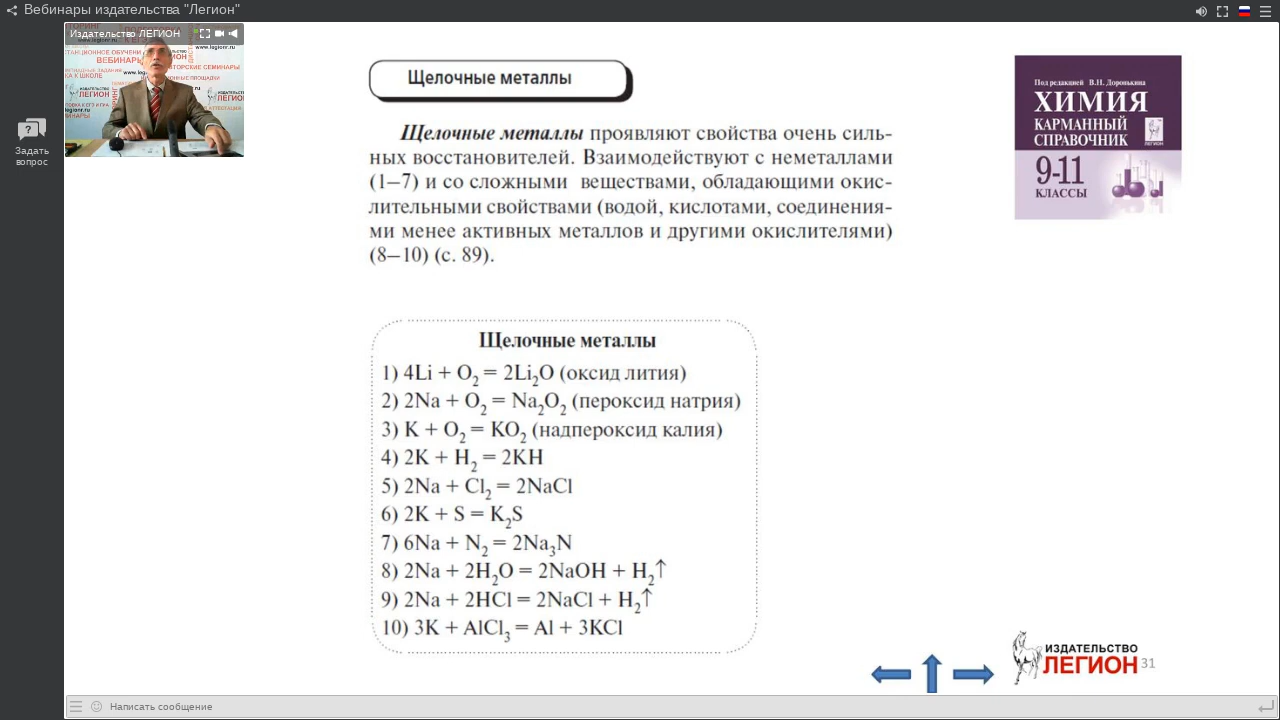 Вебинары издательства "Легион"
Издательство ЛЕГИОН
www.legionr.ru
ВЕБИНАРЫ
ЛЕГИОН
Задать
вопрос
Щелочные металлы
Щелочные металлы проявляют свойства очень силь-
ных восстановителей. Взаимодействуют с неметаллами
(1–7) и со сложными веществами, обладающими окис-
лительными свойствами (водой, кислотами, соединения-
ми менее активных металлов и другими окислителями)
(8–10) (с. 89).
Под редакцией В.Н. Доронькина
ХИМИЯ
КАРМАННЫЙ
СПРАВОЧНИК
ЛЕГИОН
9-11
КЛАССЫ
Щелочные металлы
1) 4Li + O₂ = 2Li₂O (оксид лития)
2) 2Na + O₂ = Na₂O₂ (пероксид натрия)
3) K + O₂ = KO₂ (надпероксид калия)
4) 2K + H₂ = 2KH
5) 2Na + Cl₂ = 2NaCl
6) 2K + S = K₂S
7) 6Na + N₂ = 2Na₃N
8) 2Na + 2H₂O = 2NaOH + H₂↑
9) 2Na + 2HCl = 2NaCl + H₂↑
10) 3K + AlCl₃ = Al + 3KCl
ИЗДАТЕЛЬСТВО
ЛЕГИОН 31
Написать сообщение